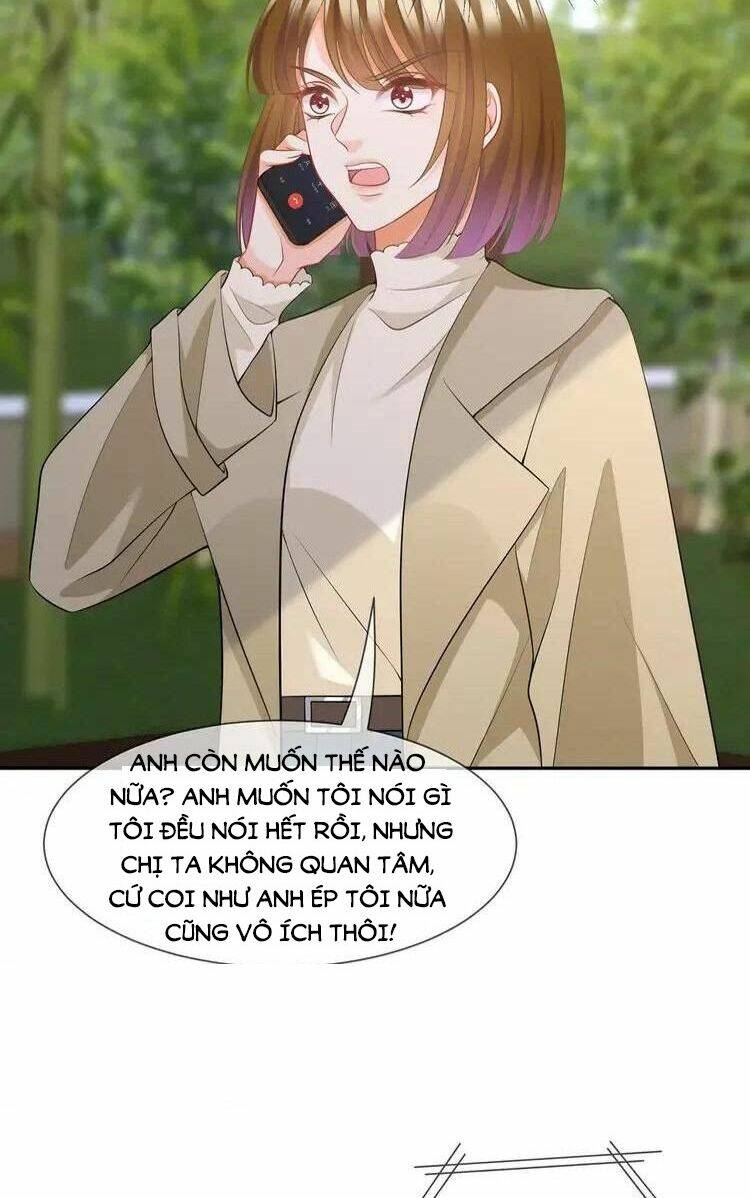 ANH CÒN MUỐN THẾ NÀO
NỮA? ANH MUỐN TÔI NÓI GÌ
TÔI ĐỀU NÓI HẾT RỒI, NHƯNG
CHỊ TA KHÔNG QUAN TÂM,
CỨ COI NHƯ ANH ÉP TÔI NỮA
CŨNG VÔ ÍCH THÔI!